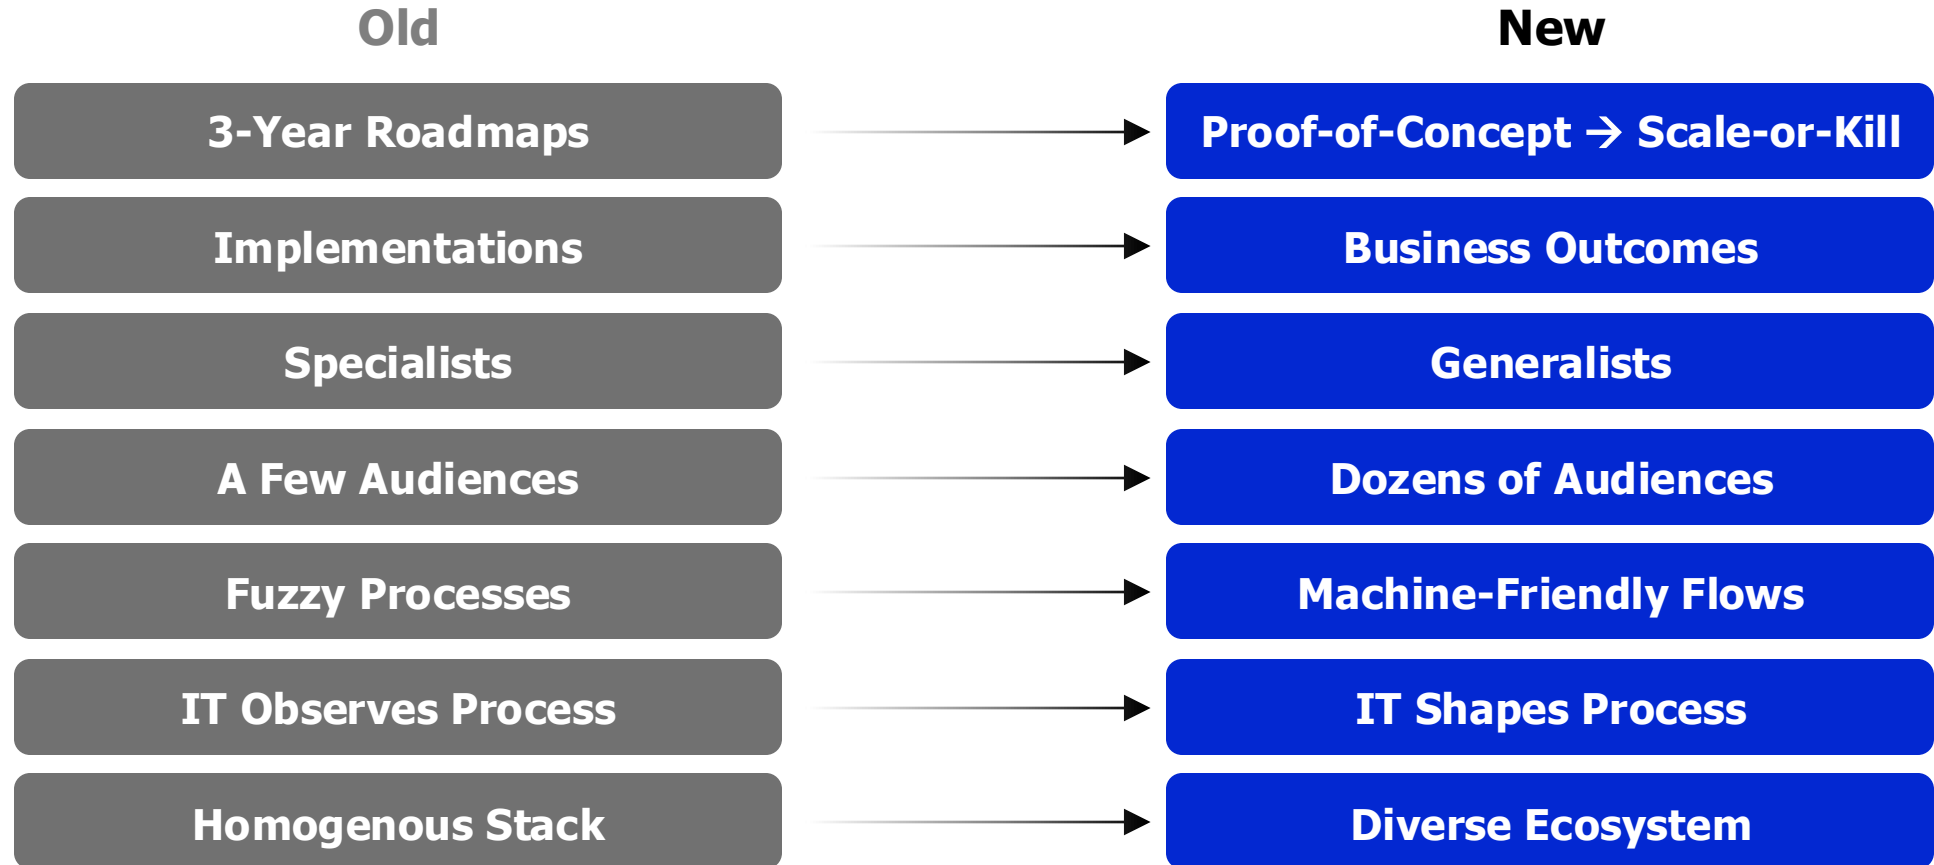 Old
New
3-Year Roadmaps
Proof-of-Concept → Scale-or-Kill
Implementations
Business Outcomes
Specialists
Generalists
A Few Audiences
Dozens of Audiences
Fuzzy Processes
Machine-Friendly Flows
IT Observes Process
IT Shapes Process
Homogenous Stack
Diverse Ecosystem